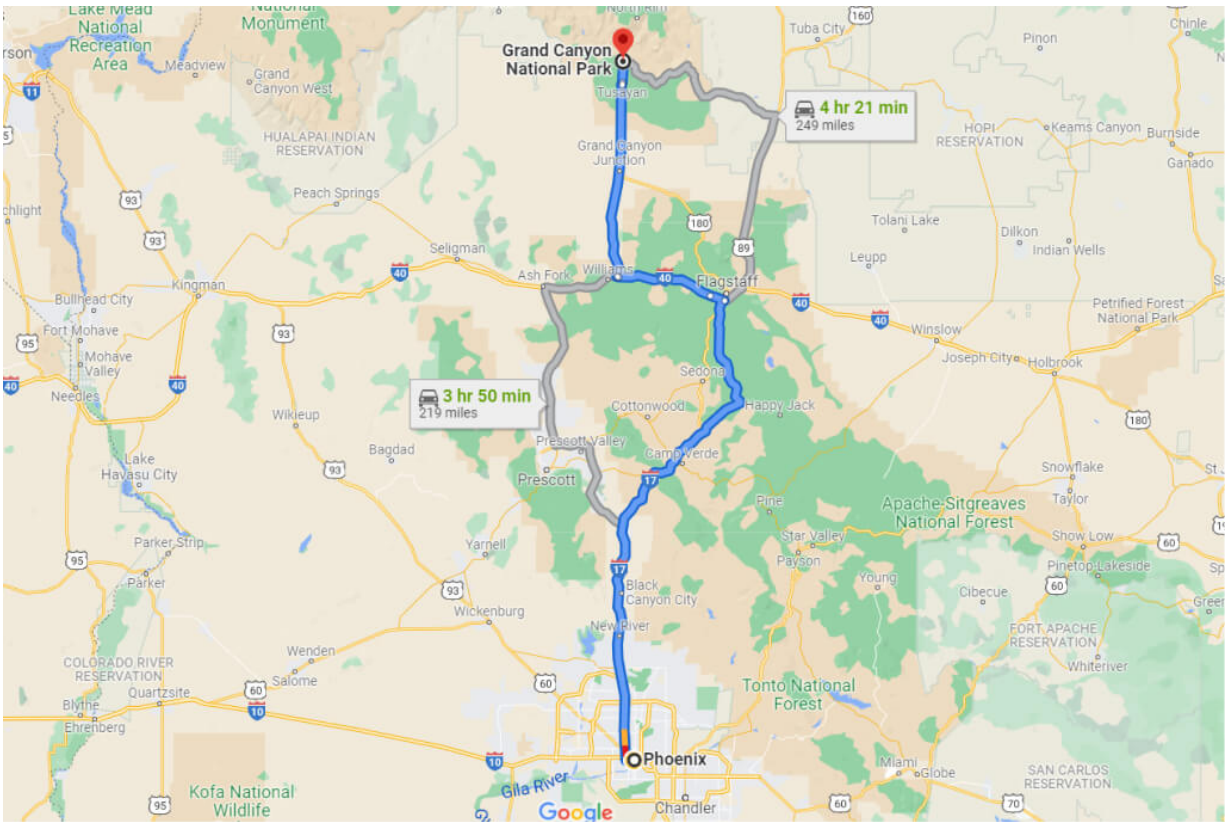 Lake Mead
National
Recreation
Area
National
Monument
North Rim
160
Tuba City
Pinon
Chinle
Grand Canyon
National Park
Meadview
Grand
Canyon West
11
Tusayan
4 hr 21 min
249 miles
HUALAPAI INDIAN
RESERVATION
HOPI
RESERVATION
Keams Canyon
Burnside
Ganado
Grand Canyon
Junction
Peach Springs
93
93
180
89
Tolani Lake
Dilkon
Indian Wells
Seligman
40
Ash Fork
Williams
40
Flagstaff
Leupp
Kingman
Bullhead City
40
40
Petrified Forest
National Park
Fort Mohave
93
95
Mohave
Valley
Winslow
Joseph City
Holbrook
Sedona
40
40
Needles
3 hr 50 min
219 miles
Cottonwood
Happy Jack
Wikieup
Bagdad
Prescott Valley
Camp Verde
180
Lake
Havasu City
93
Prescott
17
Snowflake
Taylor
Pine
Apache-Sitgreaves
National Forest
Parker Strip
Yarnell
Star Valley
Payson
Show Low
60
95
17
Pinetop-Lakeside
Parker
93
Black
Canyon City
Young
60
Cibecue
Wickenburg
New River
FORT APACHE
RESERVATION
Whiteriver
COLORADO RIVER
RESERVATION
Wenden
Salome
60
60
Tonto National
Forest
Quartzsite
Blythe
Ehrenberg
10
10
Phoenix
Miami
Globe
SAN CARLOS
RESERVATION
Gila River
Kofa National
Wildlife
95
Google
Chandler
60
70